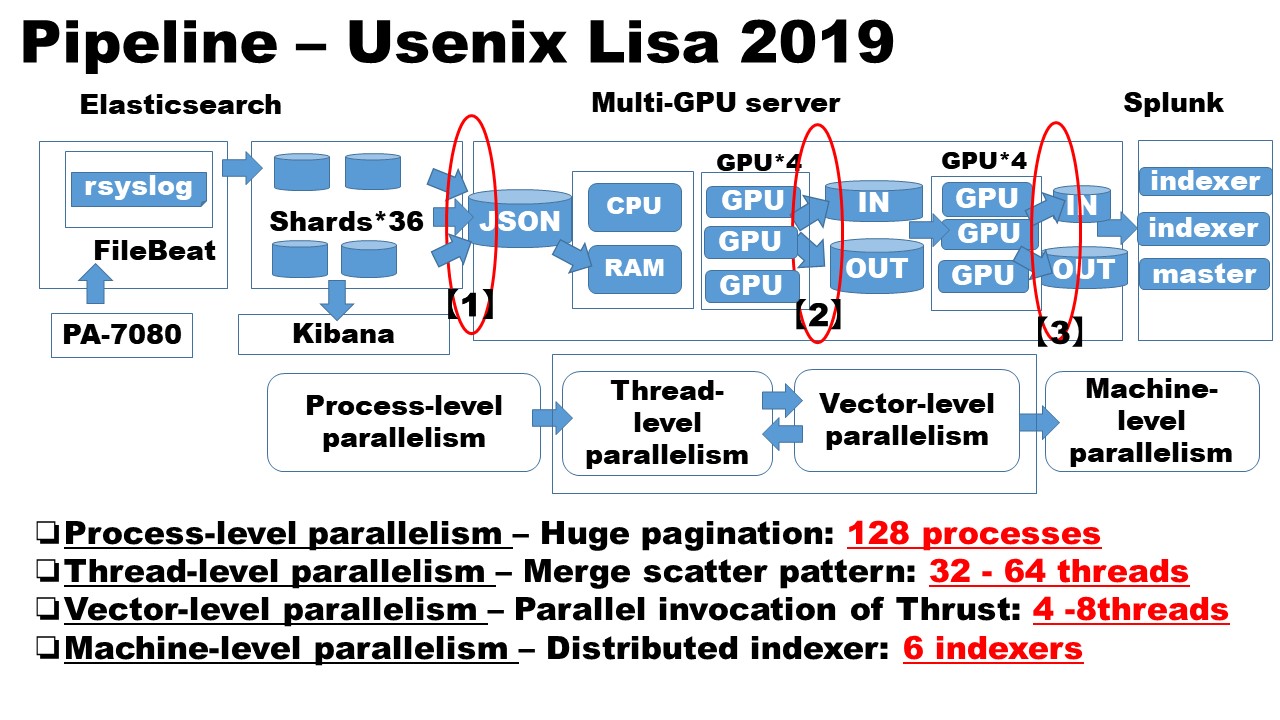 Pipeline – Usenix Lisa 2019
Elasticsearch
Multi-GPU server
Splunk
rsyslog
FileBeat
PA-7080
Shards*36
Kibana
【1】
JSON
CPU
RAM
GPU*4
GPU
GPU
GPU
【2】
IN
OUT
GPU*4
GPU
GPU
GPU
【3】
IN
OUT
indexer
indexer
master
Process-level
parallelism
Thread-
level
parallelism
Vector-level
parallelism
Machine-
level
parallelism
❑Process-level parallelism – Huge pagination: 128 processes
❑Thread-level parallelism – Merge scatter pattern: 32 - 64 threads
❑Vector-level parallelism – Parallel invocation of Thrust: 4 -8threads
❑Machine-level parallelism – Distributed indexer: 6 indexers